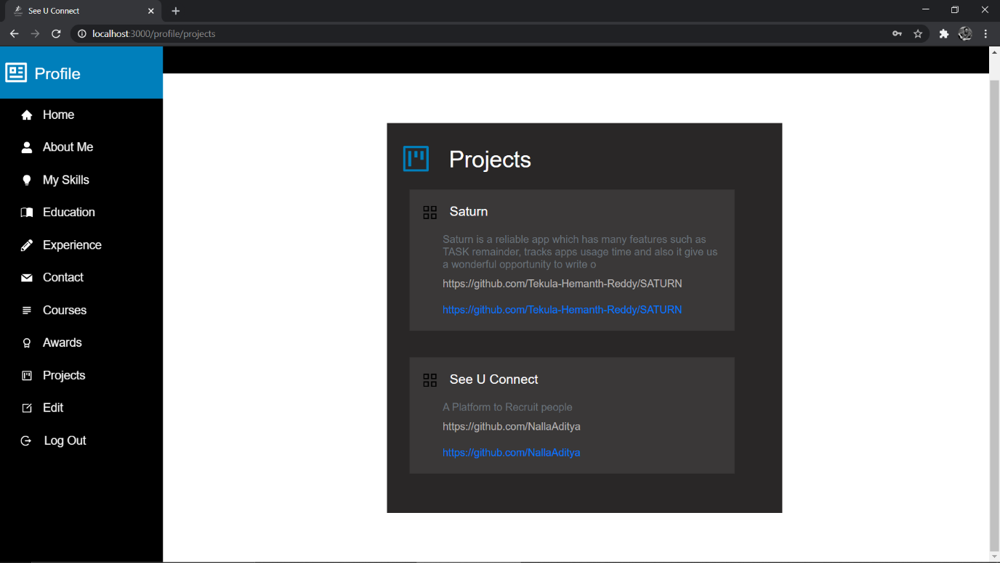 See U Connect
localhost:3000/profile/projects
Profile
Home
About Me
My Skills
Education
Experience
Contact
Courses
Awards
Projects
Edit
Log Out
Projects
Saturn
Saturn is a reliable app which has many features such as
TASK remainder, tracks apps usage time and also it give us
a wonderful opportunity to write o
https://github.com/Tekula-Hemanth-Reddy/SATURN
https://github.com/Tekula-Hemanth-Reddy/SATURN
See U Connect
A Platform to Recruit people
https://github.com/NallaAditya
https://github.com/NallaAditya